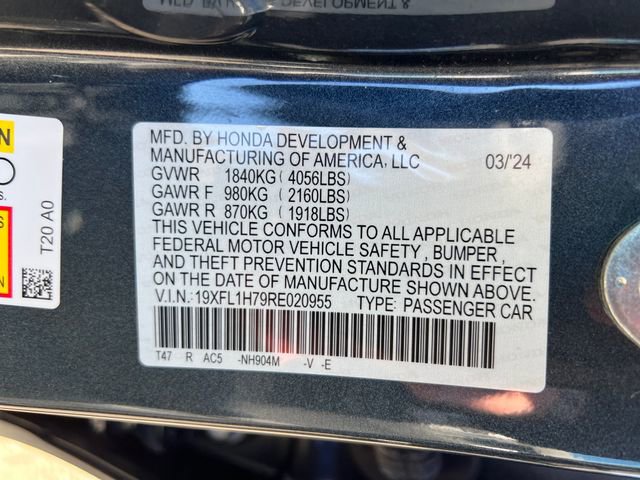 MFD. BY HONDA DEVELOPMENT &
MANUFACTURING OF AMERICA, LLC 03/'24
GVWR 1840KG ( 4056LBS)
GAWR F 980KG ( 2160LBS)
GAWR R 870KG ( 1918LBS)
THIS VEHICLE CONFORMS TO ALL APPLICABLE
FEDERAL MOTOR VEHICLE SAFETY , BUMPER ,
AND THEFT PREVENTION STANDARDS IN EFFECT
ON THE DATE OF MANUFACTURE SHOWN ABOVE.
V.I.N.:19XFL1H79RE020955 TYPE: PASSENGER CAR
T47 R AC5 -NH904M -V -E
T20 A0